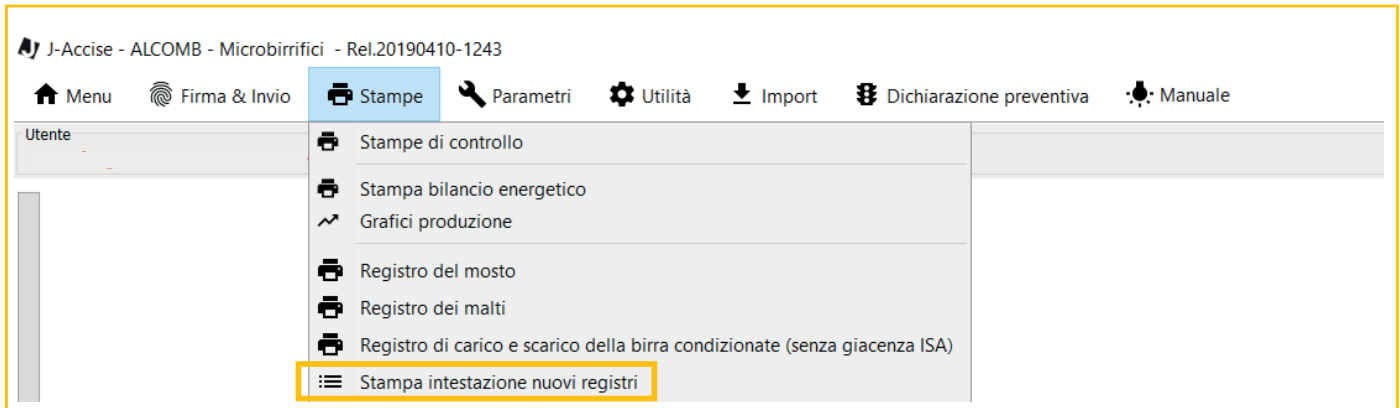 J-Accise - ALCOMB - Microbirrifici - Rel.20190410-1243
Menu Firma & Invio Stampe Parametri Utilità Import Dichiarazione preventiva Manuale
Utente
Stampe di controllo
Stampa bilancio energetico
Grafici produzione
Registro del mosto
Registro dei malti
Registro di carico e scarico della birra condizionate (senza giacenza ISA)
Stampa intestazione nuovi registri